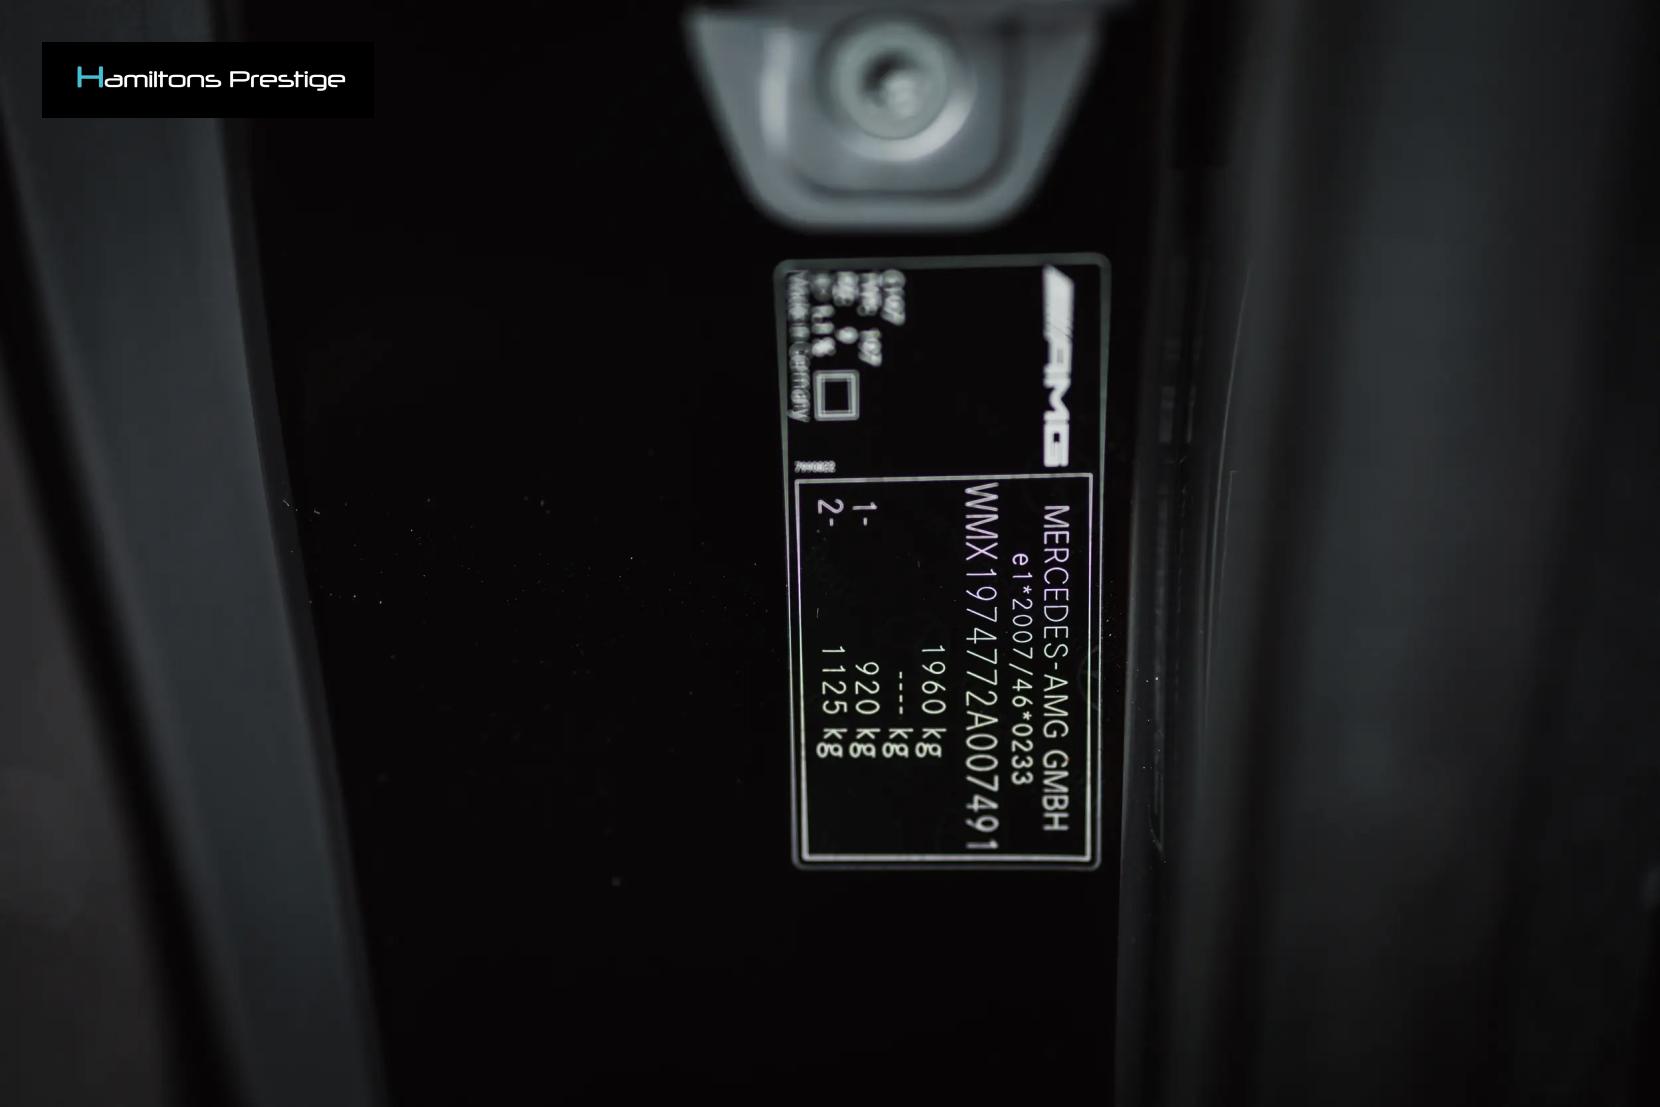 Hamiltons Prestige
AMG
MERCEDES-AMG GMBH
e1*2007/46*0233
WMX1974772A007491
1960 kg
---- kg
1- 920 kg
2- 1125 kg
Made in Germany